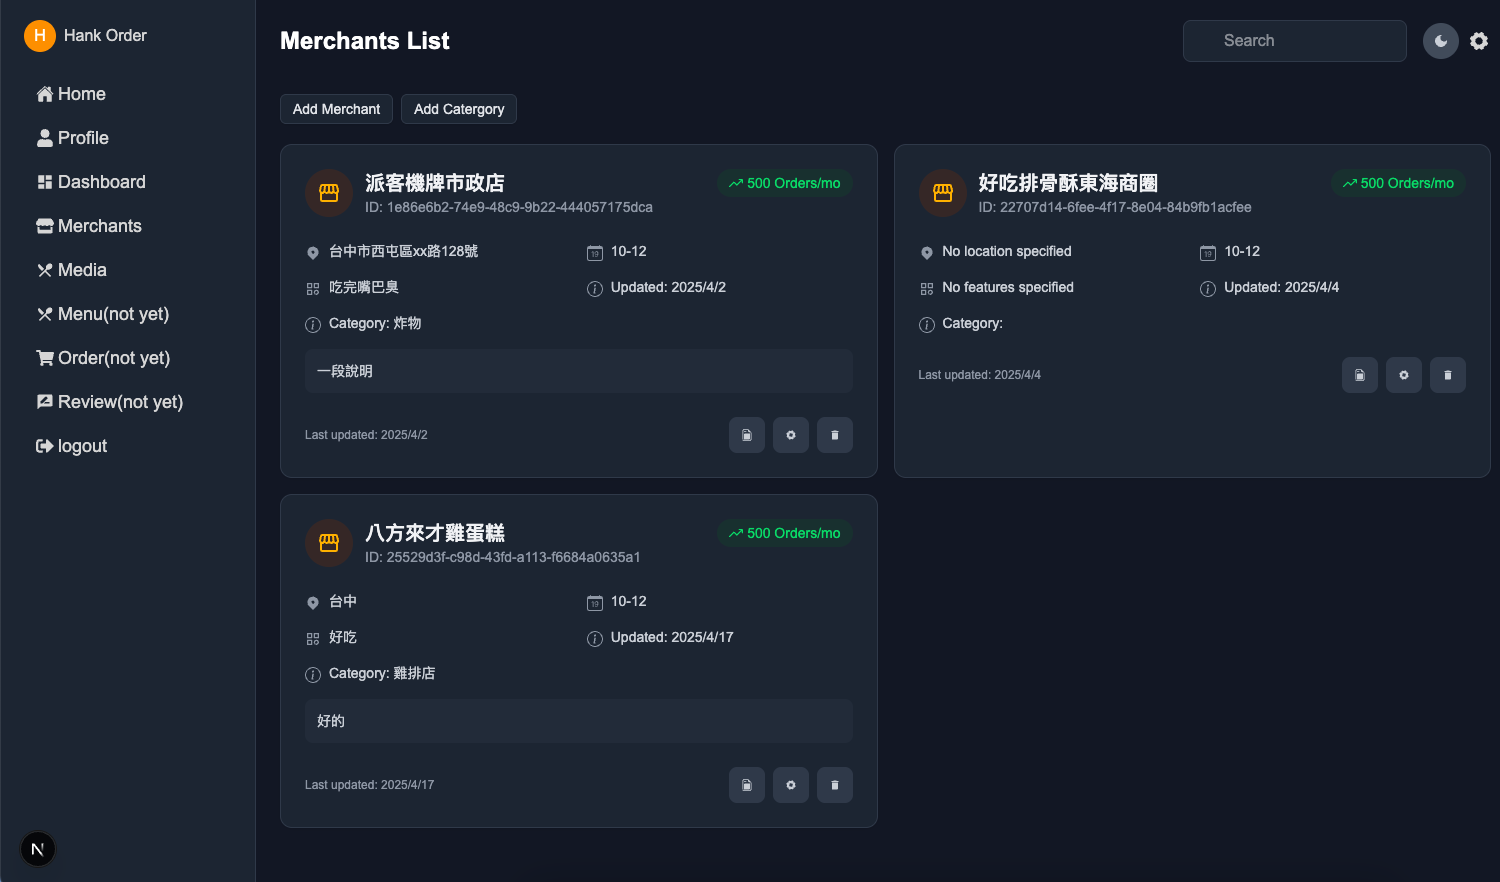 H Hank Order
Home
Profile
Dashboard
Merchants
Media
Menu(not yet)
Order(not yet)
Review(not yet)
logout
N
Merchants List
Search
Add Merchant
Add Catergory
派客機牌市政店
ID: 1e86e6b2-74e9-48c9-9b22-444057175dca
500 Orders/mo
台中市西屯區xx路128號
19 10-12
吃完嘴巴臭
Updated: 2025/4/2
Category: 炸物
一段說明
Last updated: 2025/4/2
好吃排骨酥東海商圈
ID: 22707d14-6fee-4f17-8e04-84b9fb1acfee
500 Orders/mo
No location specified
19 10-12
No features specified
Updated: 2025/4/4
Category:
Last updated: 2025/4/4
八方來才雞蛋糕
ID: 25529d3f-c98d-43fd-a113-f6684a0635a1
500 Orders/mo
台中
19 10-12
好吃
Updated: 2025/4/17
Category: 雞排店
好的
Last updated: 2025/4/17